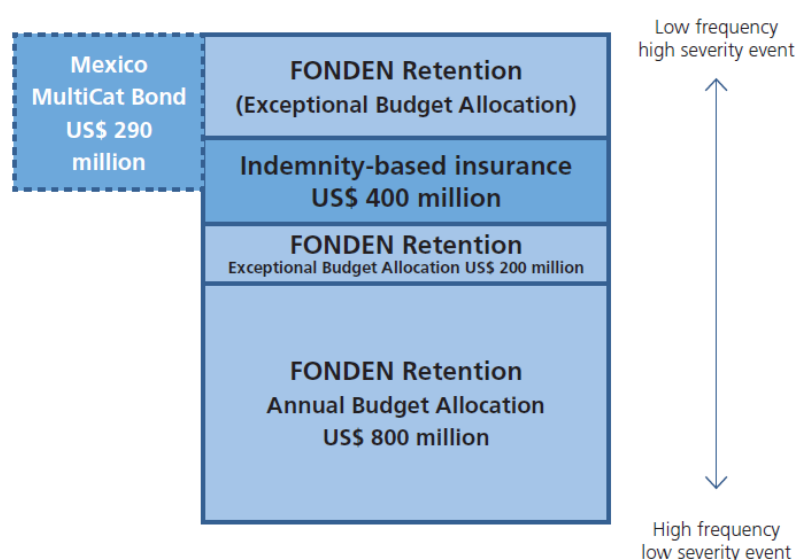 Mexico
MultiCat Bond
US$ 290
million
FONDEN Retention
(Exceptional Budget Allocation)
Indemnity-based insurance
US$ 400 million
FONDEN Retention
Exceptional Budget Allocation US$ 200 million
FONDEN Retention
Annual Budget Allocation
US$ 800 million
Low frequency
high severity event
High frequency
low severity event